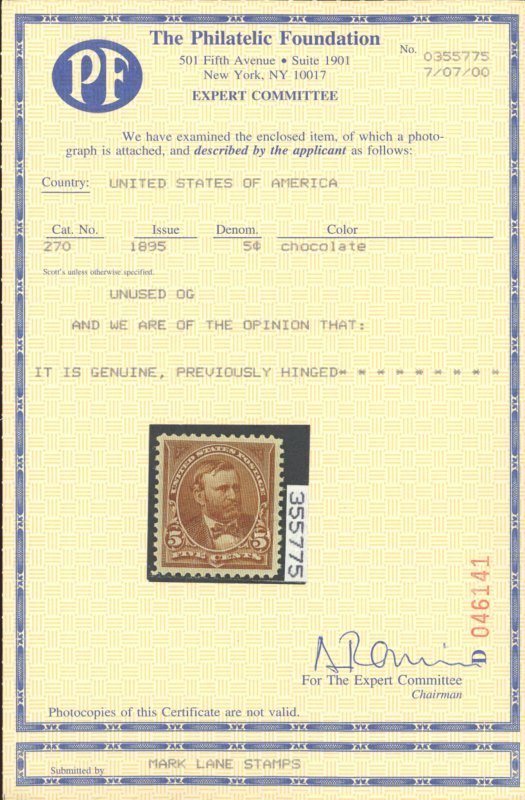 PF
The Philatelic Foundation
501 Fifth Avenue • Suite 1901
New York, NY 10017
EXPERT COMMITTEE
No. 0355775
7/07/00
We have examined the enclosed item, of which a photo-
graph is attached, and described by the applicant as follows:
Country: UNITED STATES OF AMERICA
Cat. No. Issue Denom. Color
270 1895 5¢ chocolate
Scott's unless otherwise specified.
UNUSED OG
AND WE ARE OF THE OPINION THAT:
IT IS GENUINE, PREVIOUSLY HINGED* * * * * * * * *
UNITED STATES POSTAGE
5 5
FIVE CENTS
355775
D 046141
For The Expert Committee
Chairman
Photocopies of this Certificate are not valid.
Submitted by MARK LANE STAMPS